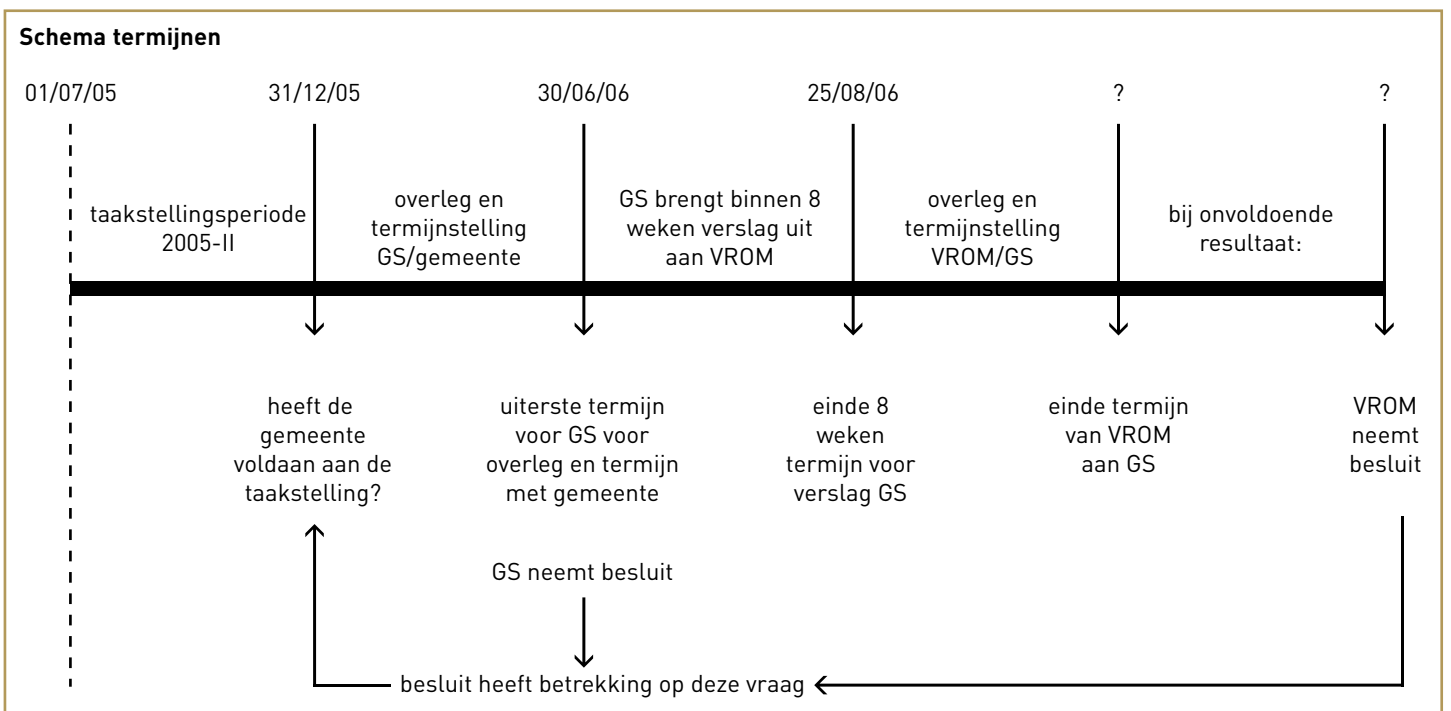 Schema termijnen
01/07/05
31/12/05
30/06/06
25/08/06
?
?
taakstellingsperiode
2005-II
overleg en
termijnstelling
GS/gemeente
GS brengt binnen 8
weken verslag uit
aan VROM
overleg en
termijnstelling
VROM/GS
bij onvoldoende
resultaat:
heeft de
gemeente
voldaan aan de
taakstelling?
uiterste termijn
voor GS voor
overleg en termijn
met gemeente
einde 8
weken
termijn voor
verslag GS
einde termijn
van VROM
aan GS
VROM
neemt
besluit
GS neemt besluit
besluit heeft betrekking op deze vraag